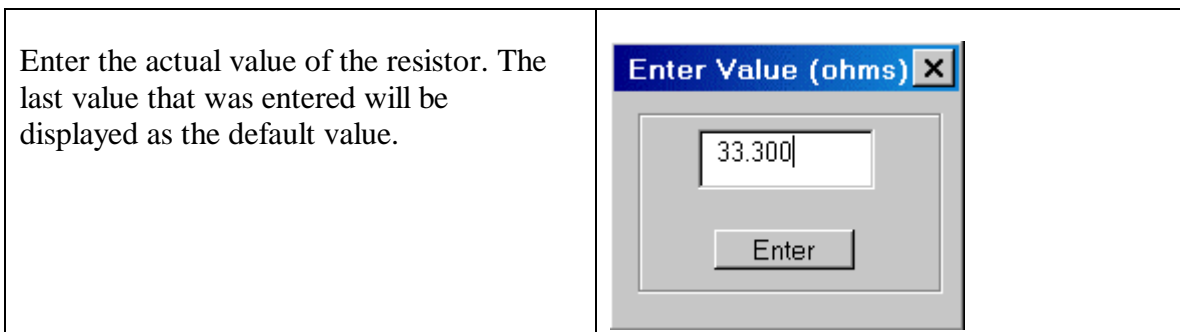 Enter the actual value of the resistor. The
last value that was entered will be
displayed as the default value.
Enter Value (ohms)
33.300
Enter